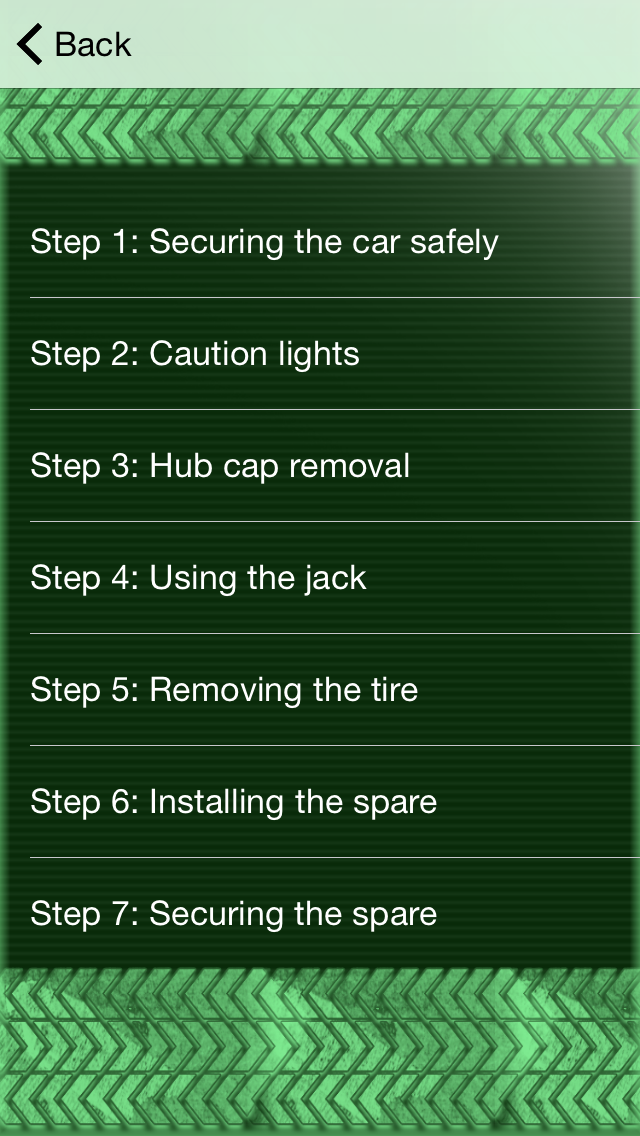 Back
Step 1: Securing the car safely
Step 2: Caution lights
Step 3: Hub cap removal
Step 4: Using the jack
Step 5: Removing the tire
Step 6: Installing the spare
Step 7: Securing the spare